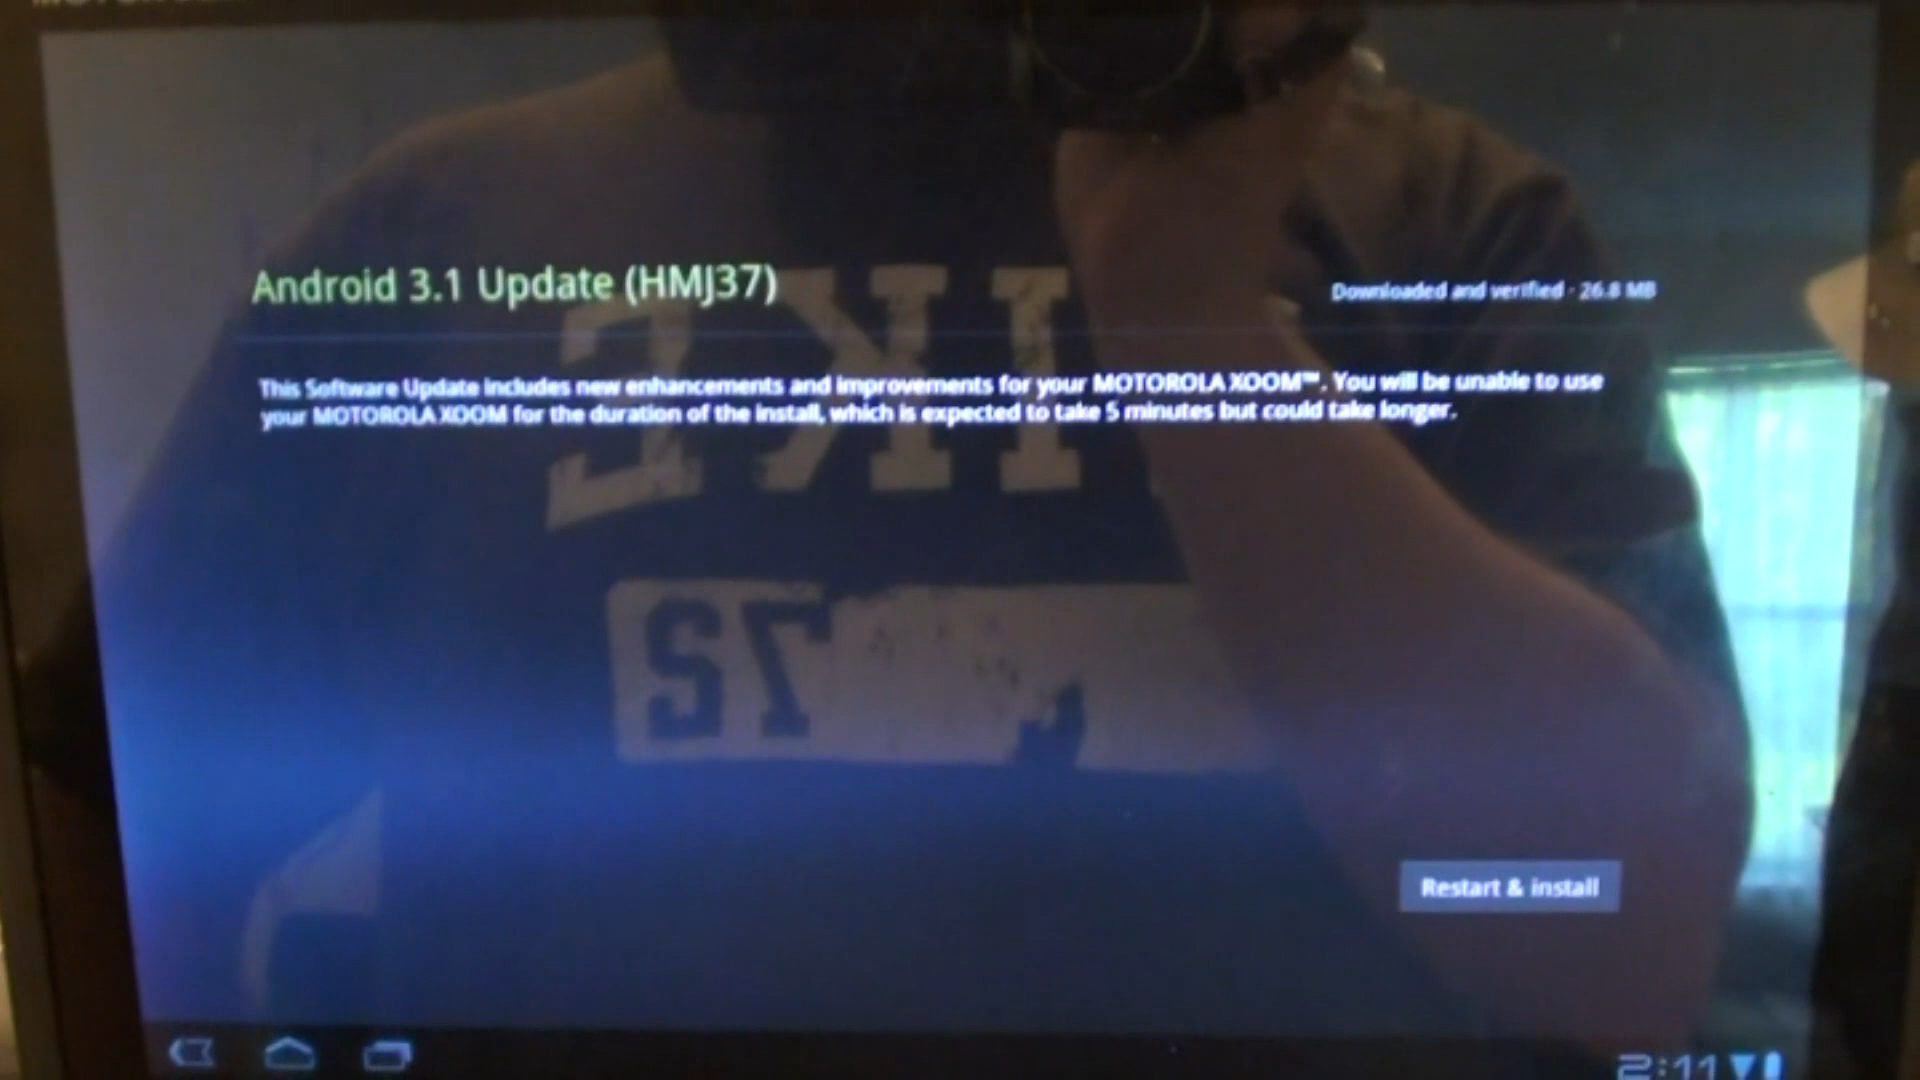 Android 3.1 Update (HMJ37)
Downloaded and verified - 26.8 MB
This Software Update includes new enhancements and improvements for your MOTOROLA XOOM™. You will be unable to use
your MOTOROLA XOOM for the duration of the install, which is expected to take 5 minutes but could take longer.
IKE
72
Restart & install
2:11